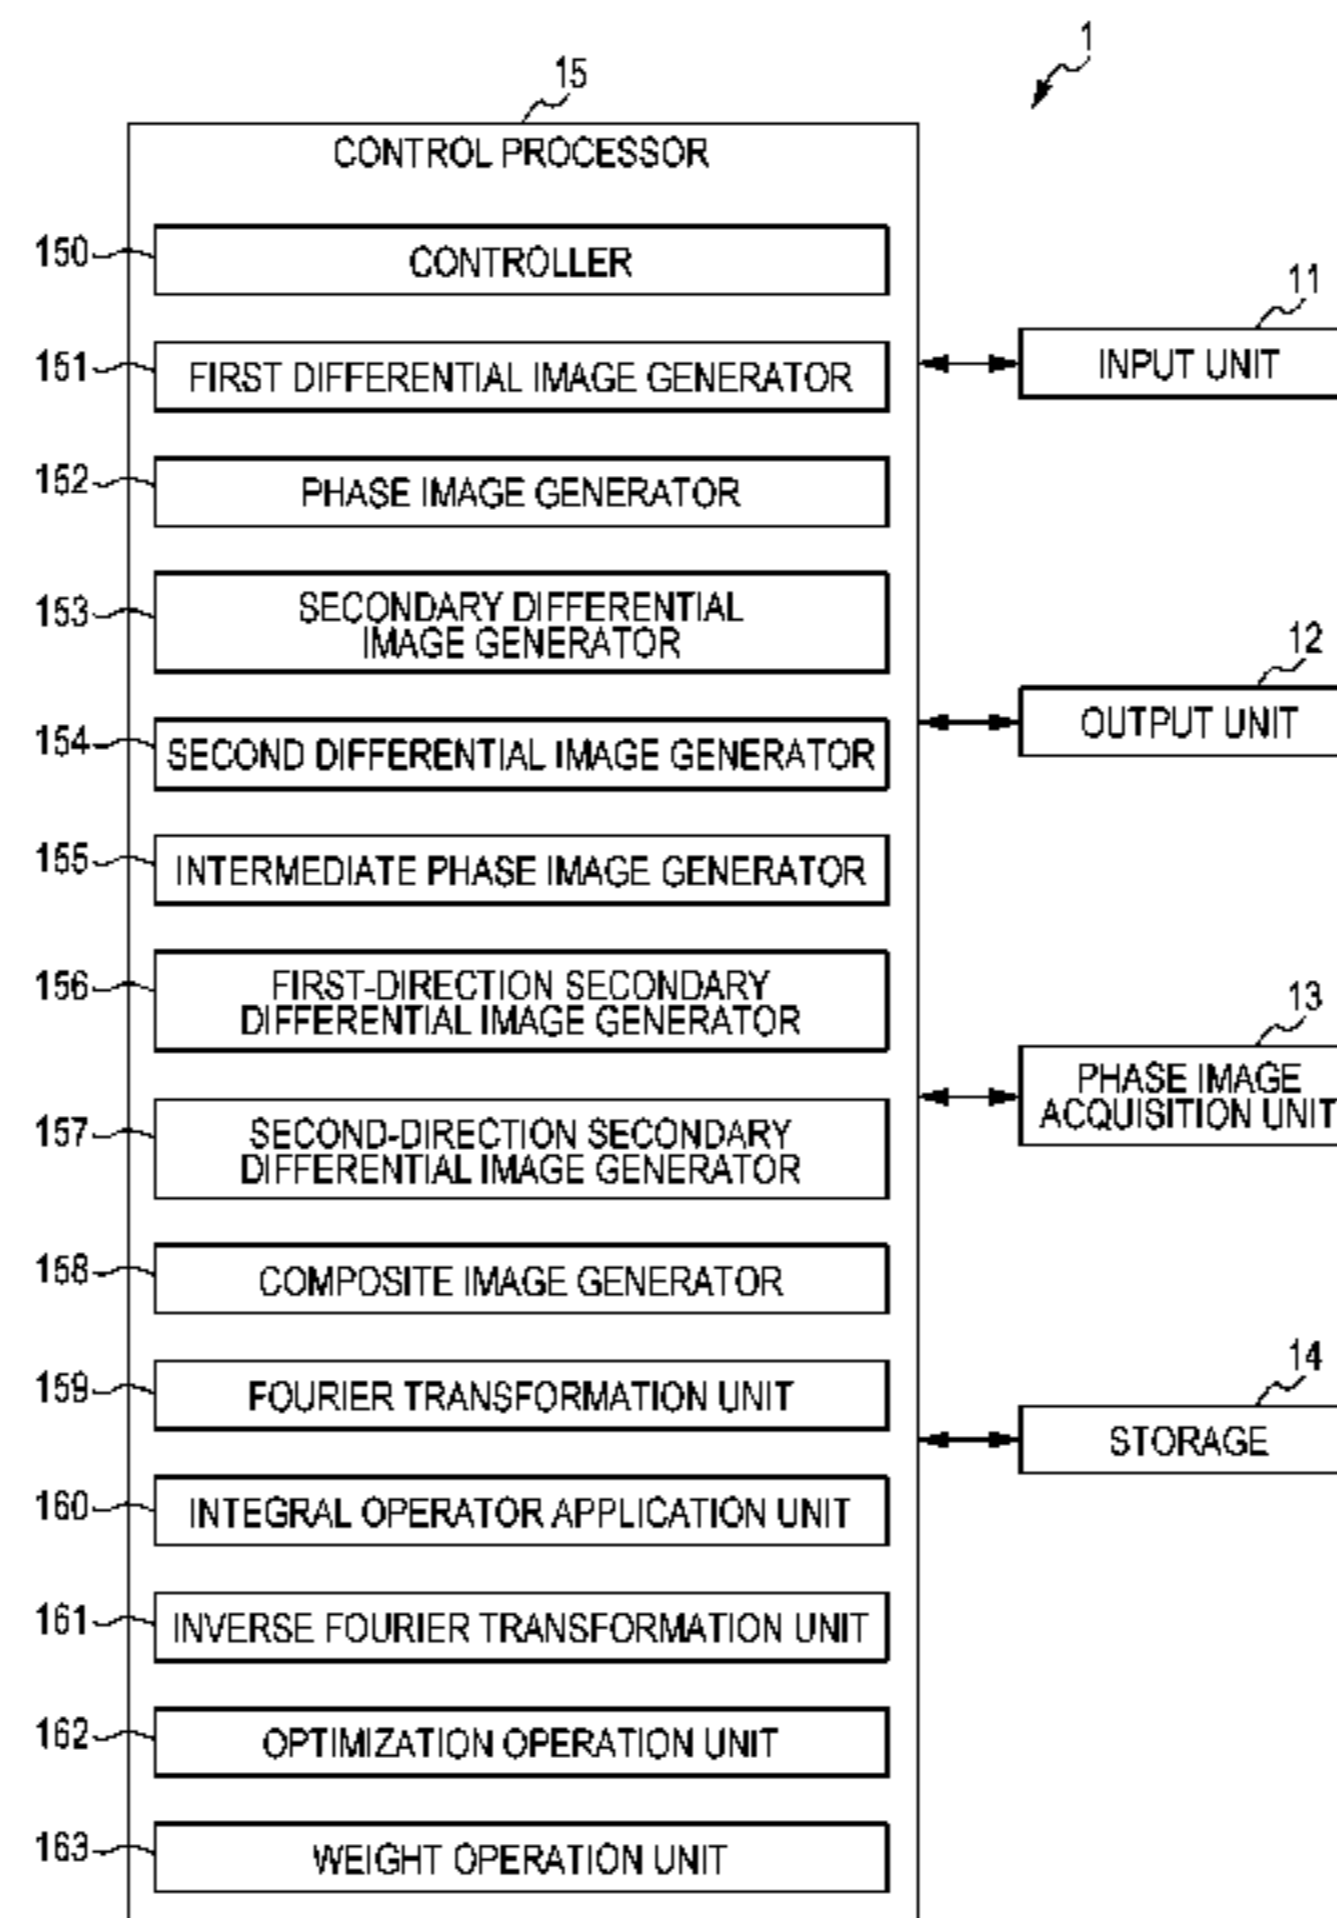 1
15
CONTROL PROCESSOR
150
CONTROLLER
151
FIRST DIFFERENTIAL IMAGE GENERATOR
152
PHASE IMAGE GENERATOR
153
SECONDARY DIFFERENTIAL
IMAGE GENERATOR
154
SECOND DIFFERENTIAL IMAGE GENERATOR
155
INTERMEDIATE PHASE IMAGE GENERATOR
156
FIRST-DIRECTION SECONDARY
DIFFERENTIAL IMAGE GENERATOR
157
SECOND-DIRECTION SECONDARY
DIFFERENTIAL IMAGE GENERATOR
158
COMPOSITE IMAGE GENERATOR
159
FOURIER TRANSFORMATION UNIT
160
INTEGRAL OPERATOR APPLICATION UNIT
161
INVERSE FOURIER TRANSFORMATION UNIT
162
OPTIMIZATION OPERATION UNIT
163
WEIGHT OPERATION UNIT
11
INPUT UNIT
12
OUTPUT UNIT
13
PHASE IMAGE
ACQUISITION UNIT
14
STORAGE